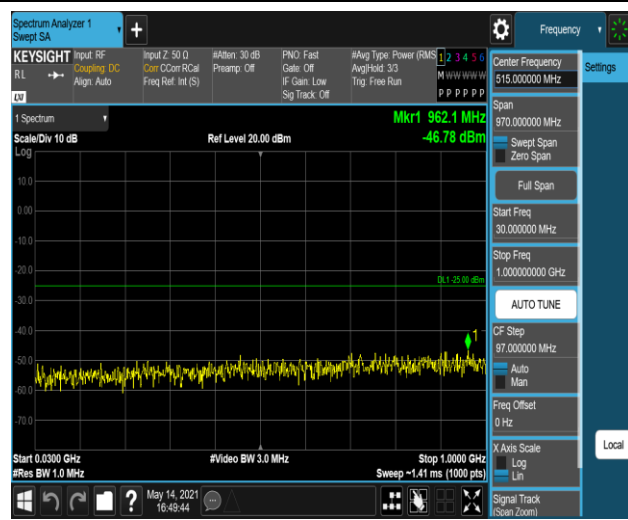 Spectrum Analyzer 1
Swept SA
+
Frequency
KEYSIGHT
RL
LXI
Input: RF
Coupling: DC
Align: Auto
Input Z: 50 Ω
Corr CCorr RCal
Freq Ref: Int (S)
#Atten: 30 dB
Preamp: Off
PNO: Fast
Gate: Off
IF Gain: Low
Sig Track: Off
#Avg Type: Power (RMS
Avg|Hold: 3/3
Trig: Free Run
1 2 3 4 5 6
M W W W W W
P P P P P P
1 Spectrum
Scale/Div 10 dB
Log
Ref Level 20.00 dBm
Mkr1 962.1 MHz
-46.78 dBm
10.0
0.00
-10.0
-20.0
DL1 -25.00 dBm
-30.0
-40.0
1
-50.0
-60.0
-70.0
Start 0.0300 GHz
#Res BW 1.0 MHz
#Video BW 3.0 MHz
Stop 1.0000 GHz
Sweep ~1.41 ms (1000 pts)
?
May 14, 2021
16:49:44
Center Frequency
515.000000 MHz
Span
970.000000 MHz
Swept Span
Zero Span
Full Span
Start Freq
30.000000 MHz
Stop Freq
1.000000000 GHz
AUTO TUNE
CF Step
97.000000 MHz
Auto
Man
Freq Offset
0 Hz
X Axis Scale
Log
Lin
Signal Track
(Span Zoom)
Settings
Local